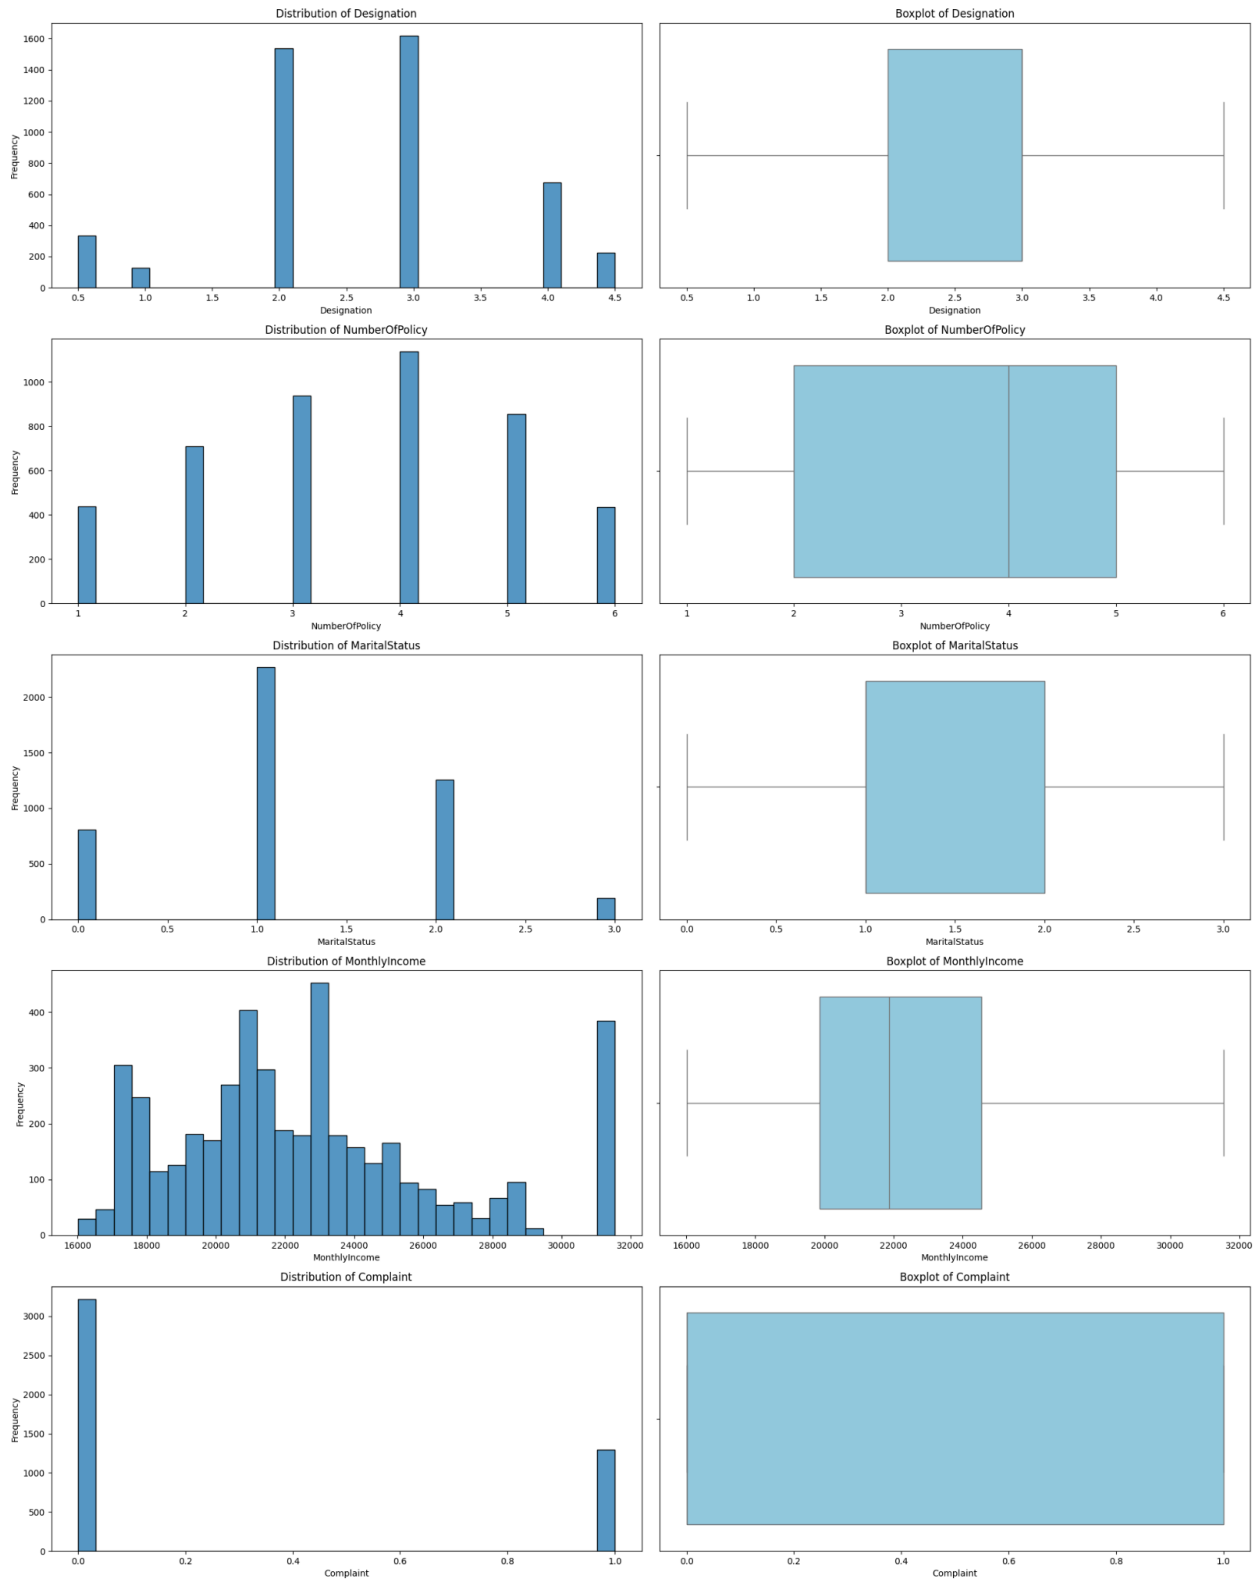 Distribution of Designation
Frequency
1600
1400
1200
1000
800
600
400
200
0
0.5 1.0 1.5 2.0 2.5 3.0 3.5 4.0 4.5
Designation
Boxplot of Designation
0.5 1.0 1.5 2.0 2.5 3.0 3.5 4.0 4.5
Designation
Distribution of NumberOfPolicy
Frequency
1000
800
600
400
200
0
1 2 3 4 5 6
NumberOfPolicy
Boxplot of NumberOfPolicy
1 2 3 4 5 6
NumberOfPolicy
Distribution of MaritalStatus
Frequency
2000
1500
1000
500
0
0.0 0.5 1.0 1.5 2.0 2.5 3.0
MaritalStatus
Boxplot of MaritalStatus
0.0 0.5 1.0 1.5 2.0 2.5 3.0
MaritalStatus
Distribution of MonthlyIncome
Frequency
400
300
200
100
0
16000 18000 20000 22000 24000 26000 28000 30000 32000
MonthlyIncome
Boxplot of MonthlyIncome
16000 18000 20000 22000 24000 26000 28000 30000 32000
MonthlyIncome
Distribution of Complaint
Frequency
3000
2500
2000
1500
1000
500
0
0.0 0.2 0.4 0.6 0.8 1.0
Complaint
Boxplot of Complaint
0.0 0.2 0.4 0.6 0.8 1.0
Complaint